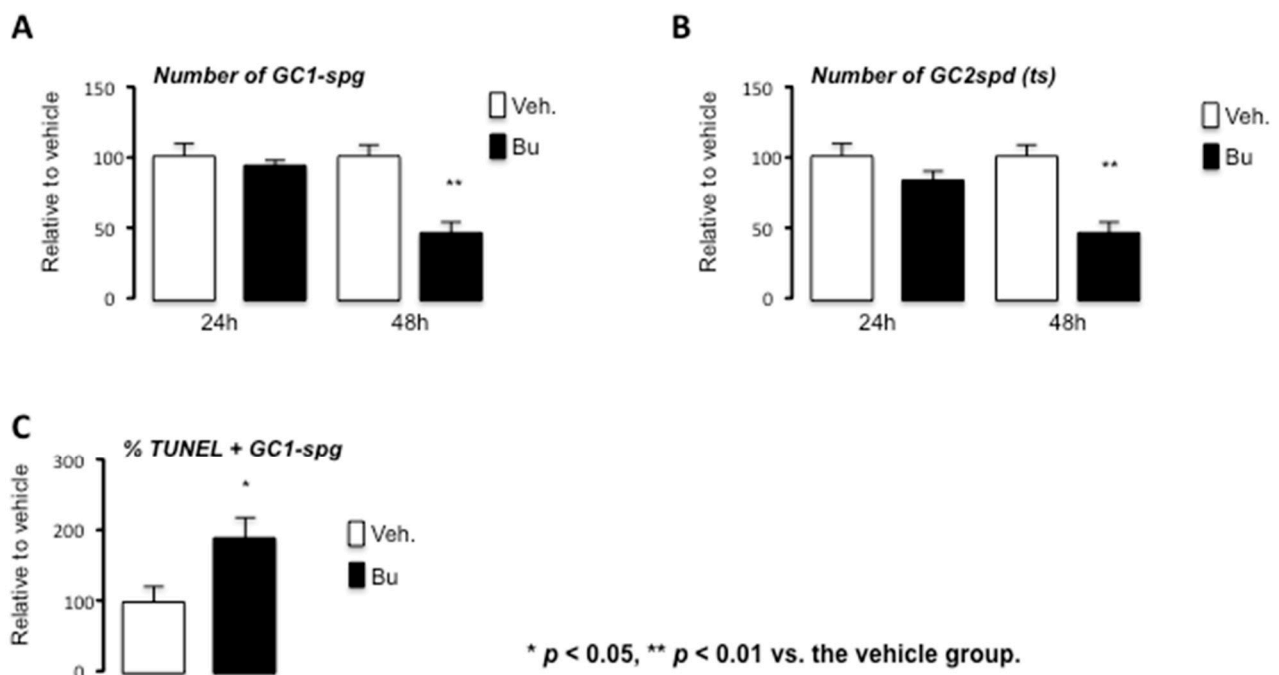 A
Number of GC1-spg
Relative to vehicle
150
100
50
0
**
24h
48h
Veh.
Bu
B
Number of GC2spd (ts)
Relative to vehicle
150
100
50
0
**
24h
48h
Veh.
Bu
C
% TUNEL + GC1-spg
Relative to vehicle
300
200
100
0
*
Veh.
Bu
* p < 0.05, ** p < 0.01 vs. the vehicle group.